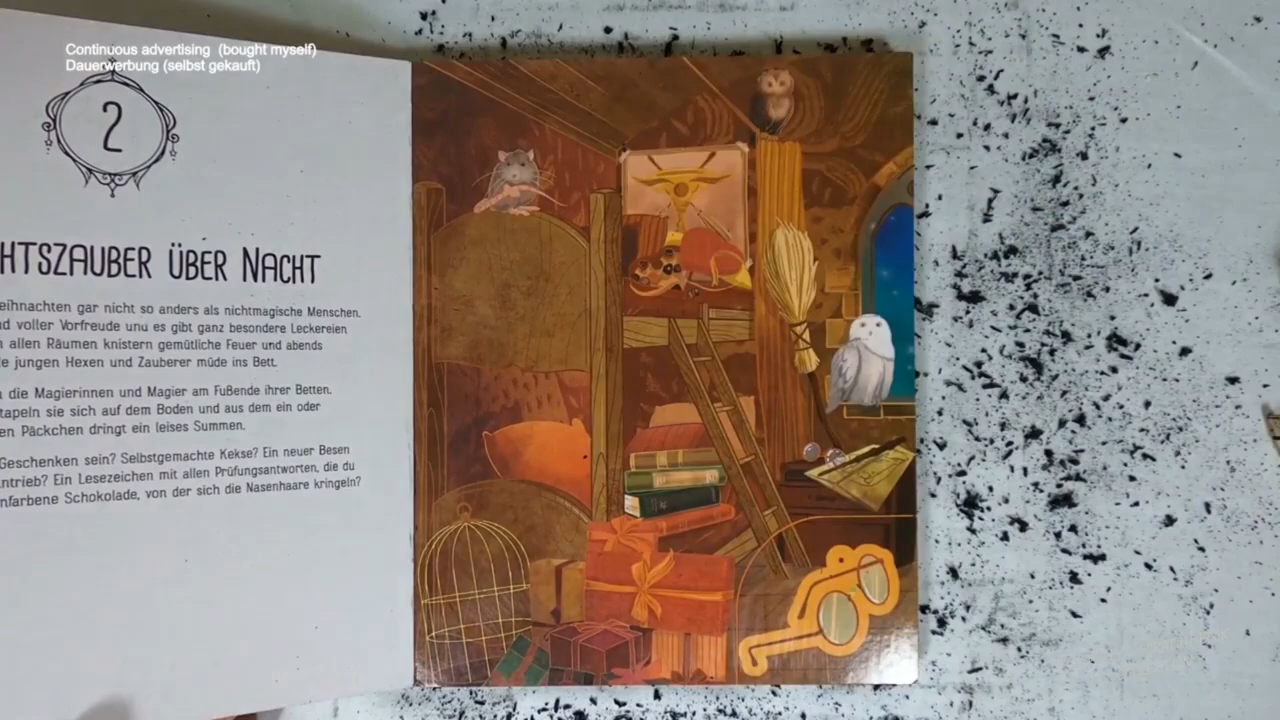 Continuous advertising (bought myself)
Dauerwerbung (selbst gekauft)
2
HTSZAUBER ÜBER NACHT
eihnachten gar nicht so anders als nichtmagische Menschen.
d voller Vorfreude und es gibt ganz besondere Leckereien
n allen Räumen knistern gemütliche Feuer und abends
e jungen Hexen und Zauberer müde ins Bett.
n die Magierinnen und Magier am Fußende ihrer Betten.
tapeln sie sich auf dem Boden und aus dem ein oder
en Päckchen dringt ein leises Summen.
Geschenken sein? Selbstgemachte Kekse? Ein neuer Besen
ntrieb? Ein Lesezeichen mit allen Prüfungsantworten, die du
nfarbene Schokolade, von der sich die Nasenhaare kringeln?